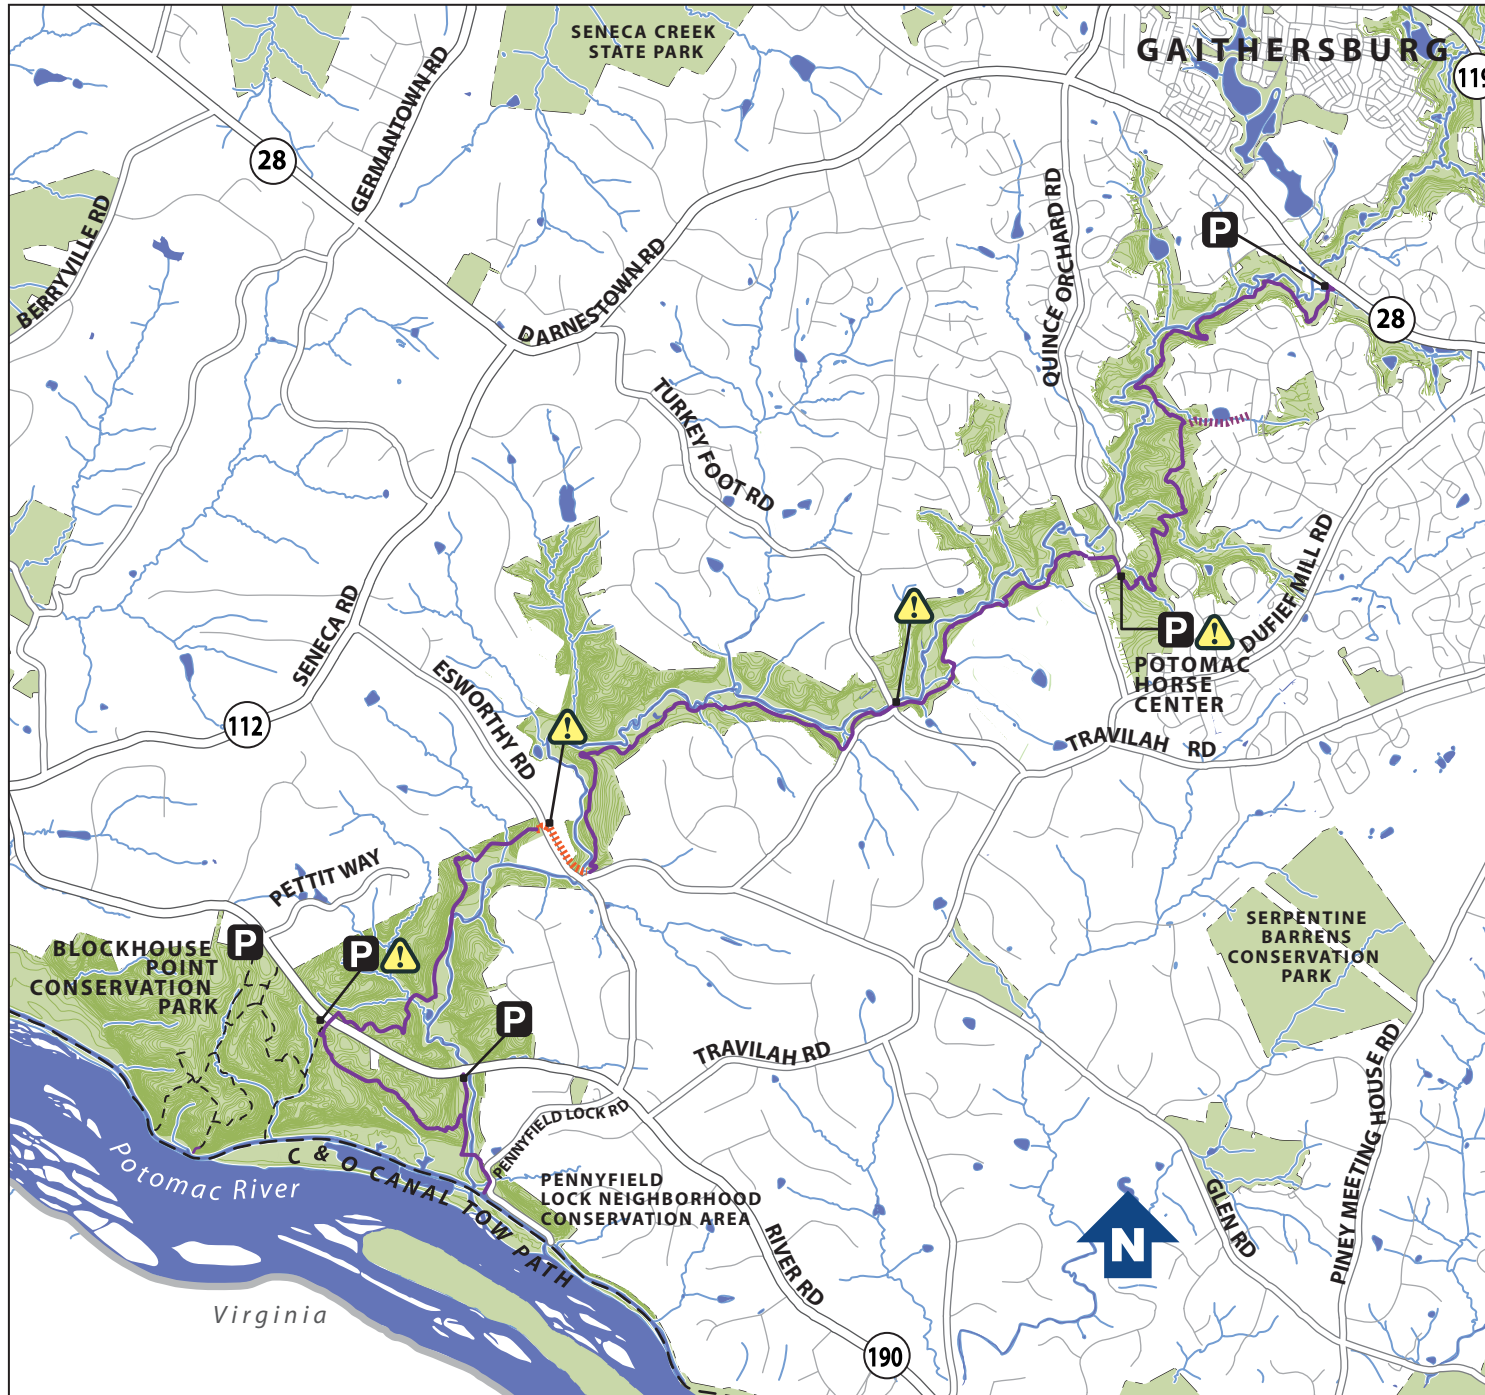 SENECA CREEK
STATE PARK
GAITHERSBURG
119
28
GERMANTOWN RD
BERRYVILLE RD
QUINCE ORCHARD RD
P
28
DARNESTOWN RD
TURKEY FOOT RD
DUFIEF MILL RD
SENECA RD
112
ESWORTHY RD
!
!
P
!
POTOMAC
HORSE
CENTER
TRAVILAH RD
PETTIT WAY
BLOCKHOUSE
POINT
CONSERVATION
PARK
P
P
!
P
SERPENTINE
BARRENS
CONSERVATION
PARK
TRAVILAH RD
PENNYFIELD LOCK RD
PINEY MEETING HOUSE RD
Potomac River
C & O CANAL TOW PATH
PENNYFIELD
LOCK NEIGHBORHOOD
CONSERVATION AREA
GLEN RD
N
RIVER RD
Virginia
190